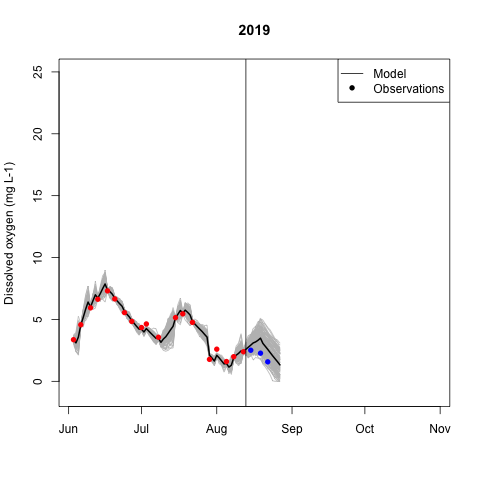 2019
Model
Observations
Dissolved oxygen (mg L-1)
25
20
15
10
5
0
Jun Jul Aug Sep Oct Nov